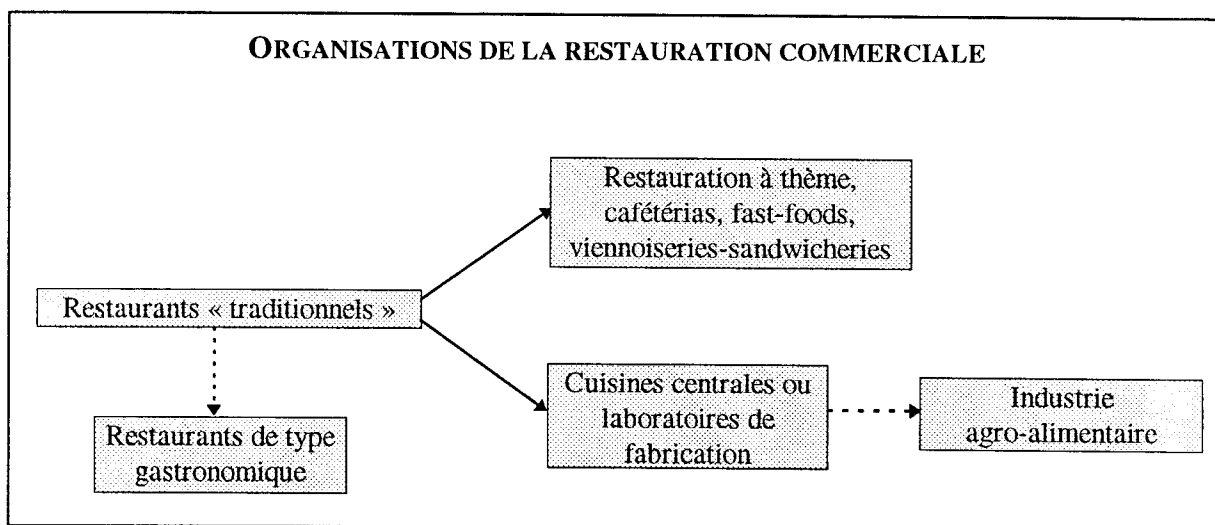 ORGANISATIONS DE LA RESTAURATION COMMERCIALE
Restauration à thème,
cafétérias, fast-foods,
viennoiseries-sandwicheries
Restaurants « traditionnels »
Cuisines centrales ou
laboratoires de
fabrication
Industrie
agro-alimentaire
Restaurants de type
gastronomique